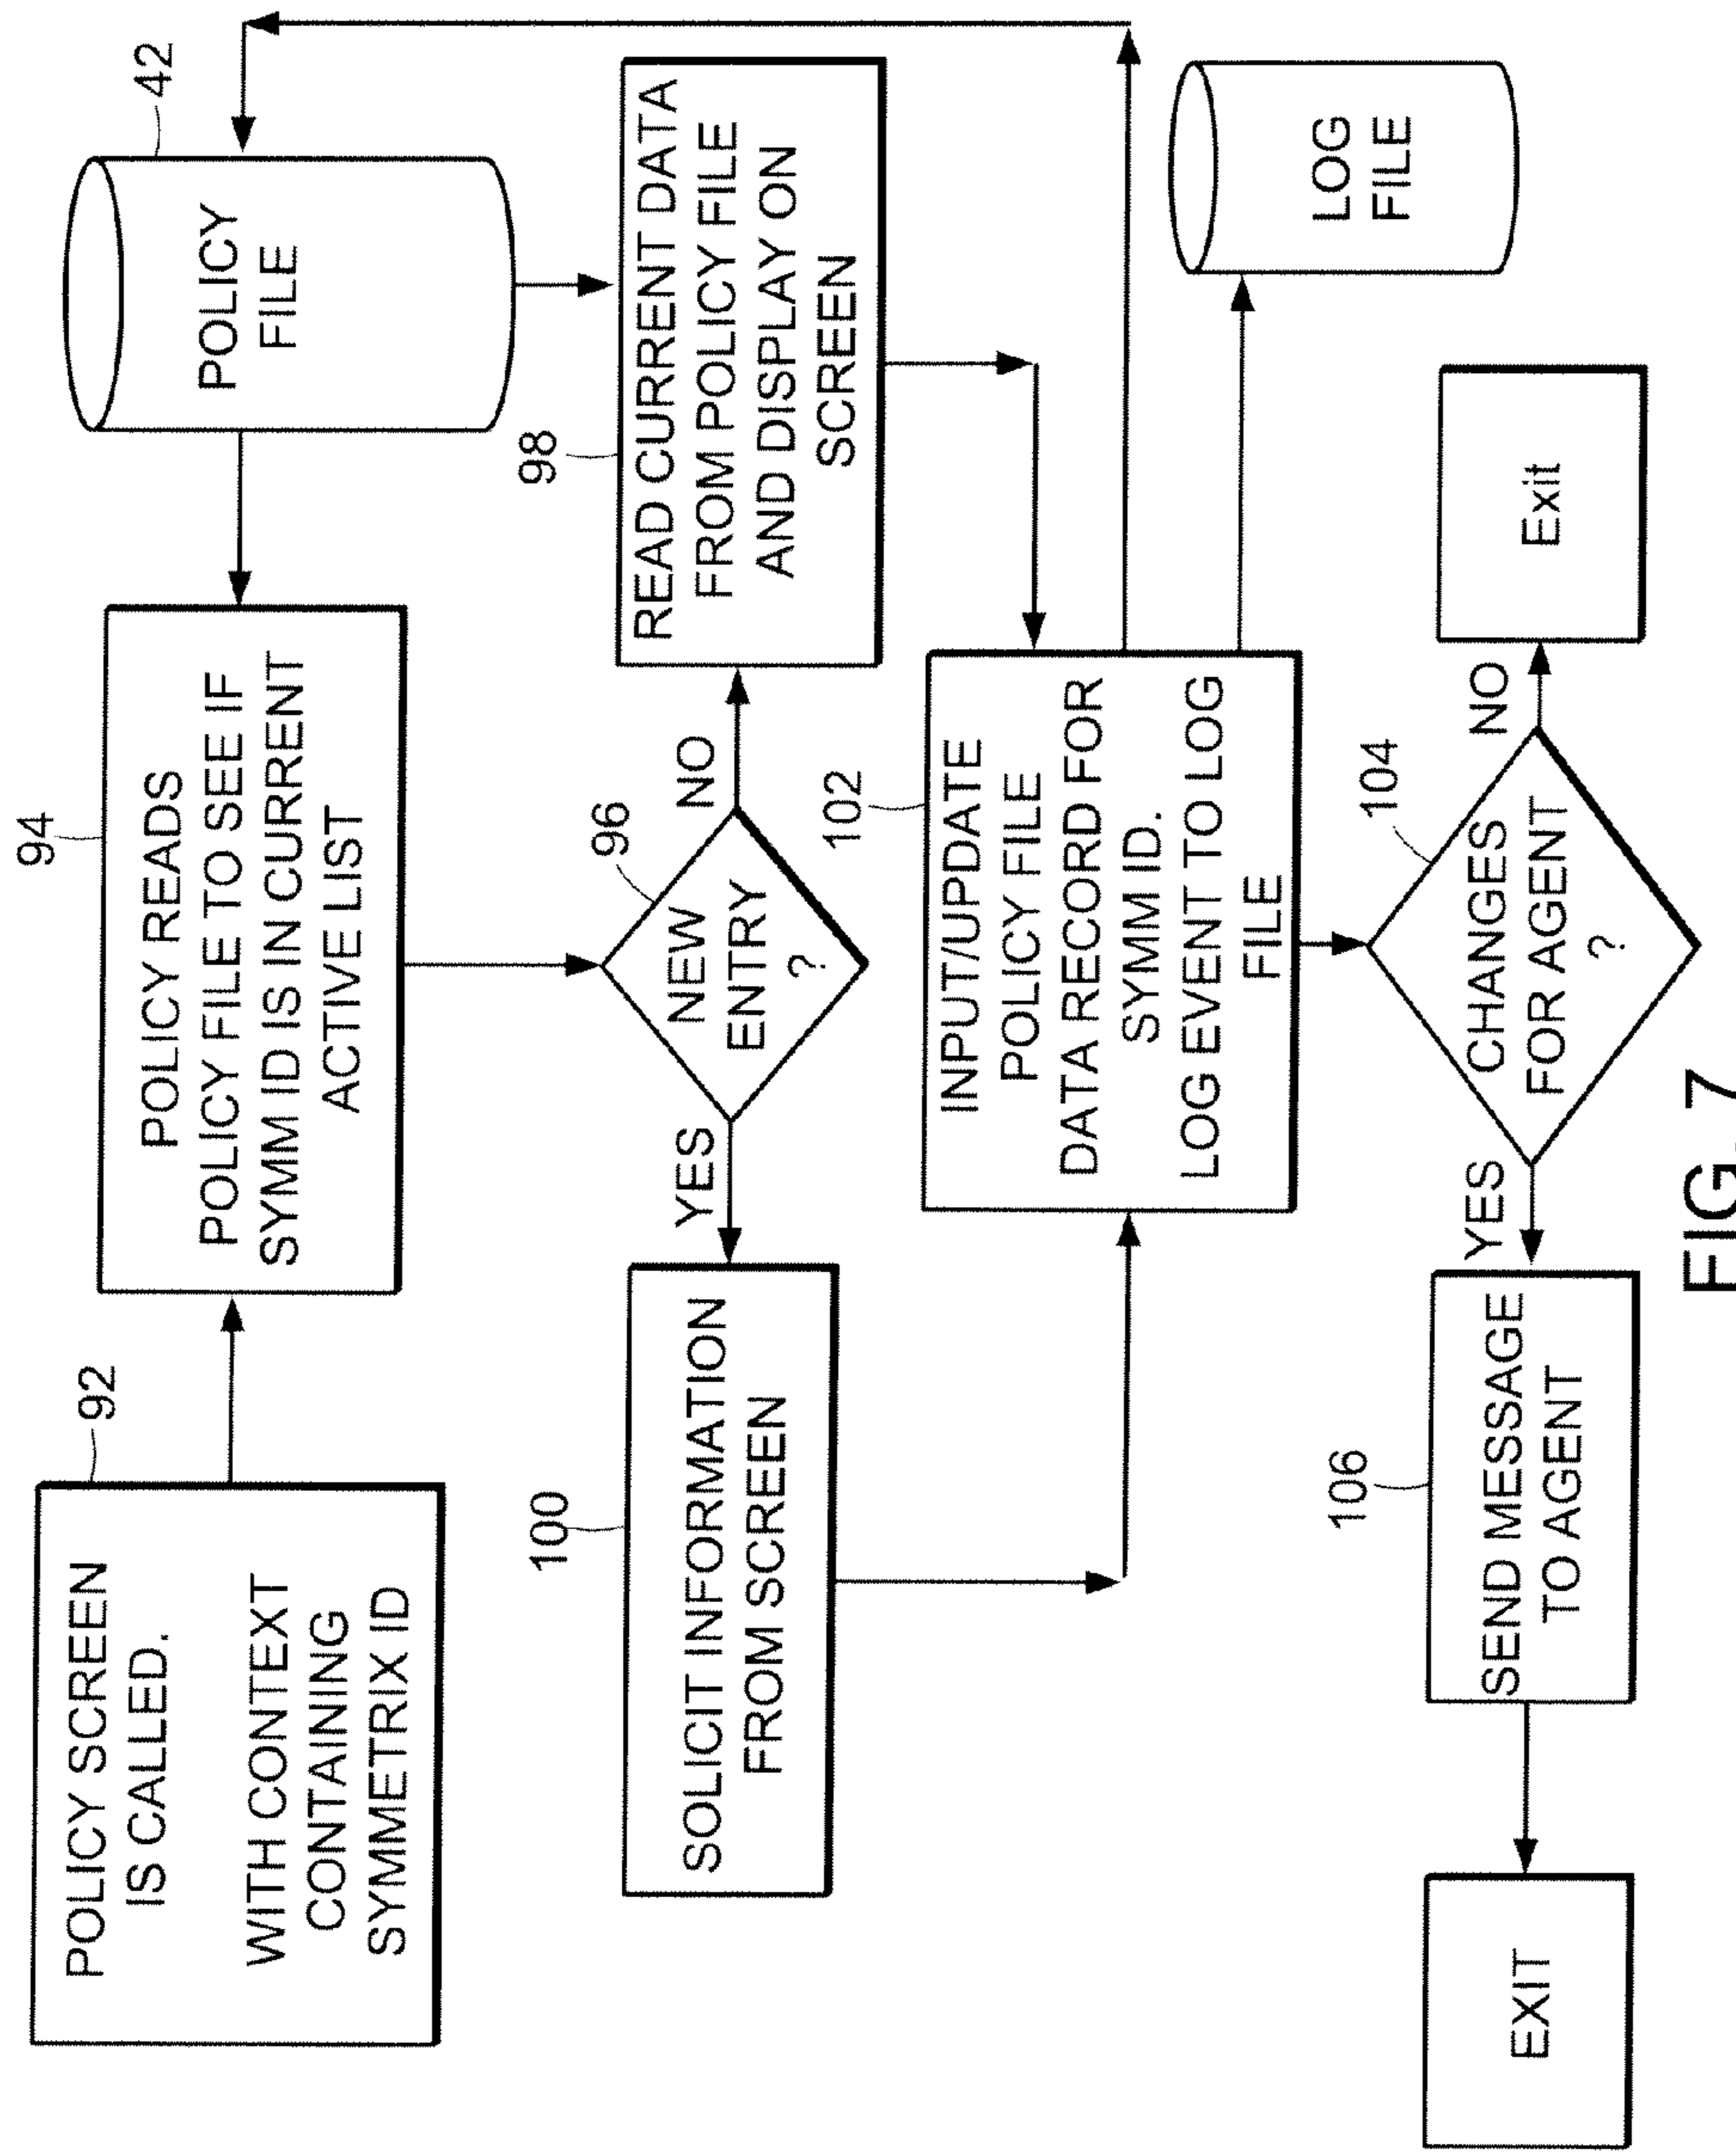 92
POLICY SCREEN
IS CALLED.
WITH CONTEXT
CONTAINING
SYMMETRIX ID
94
POLICY READS
POLICY FILE TO SEE IF
SYMM ID IS IN CURRENT
ACTIVE LIST
42
POLICY
FILE
96
NEW
ENTRY
?
YES
NO
98
READ CURRENT DATA
FROM POLICY FILE
AND DISPLAY ON
SCREEN
100
SOLICIT INFORMATION
FROM SCREEN
102
INPUT/UPDATE
POLICY FILE
DATA RECORD FOR
SYMM ID.
LOG EVENT TO LOG
FILE
LOG
FILE
104
CHANGES
FOR AGENT
?
YES
NO
Exit
106
SEND MESSAGE
TO AGENT
EXIT
FIG. 7